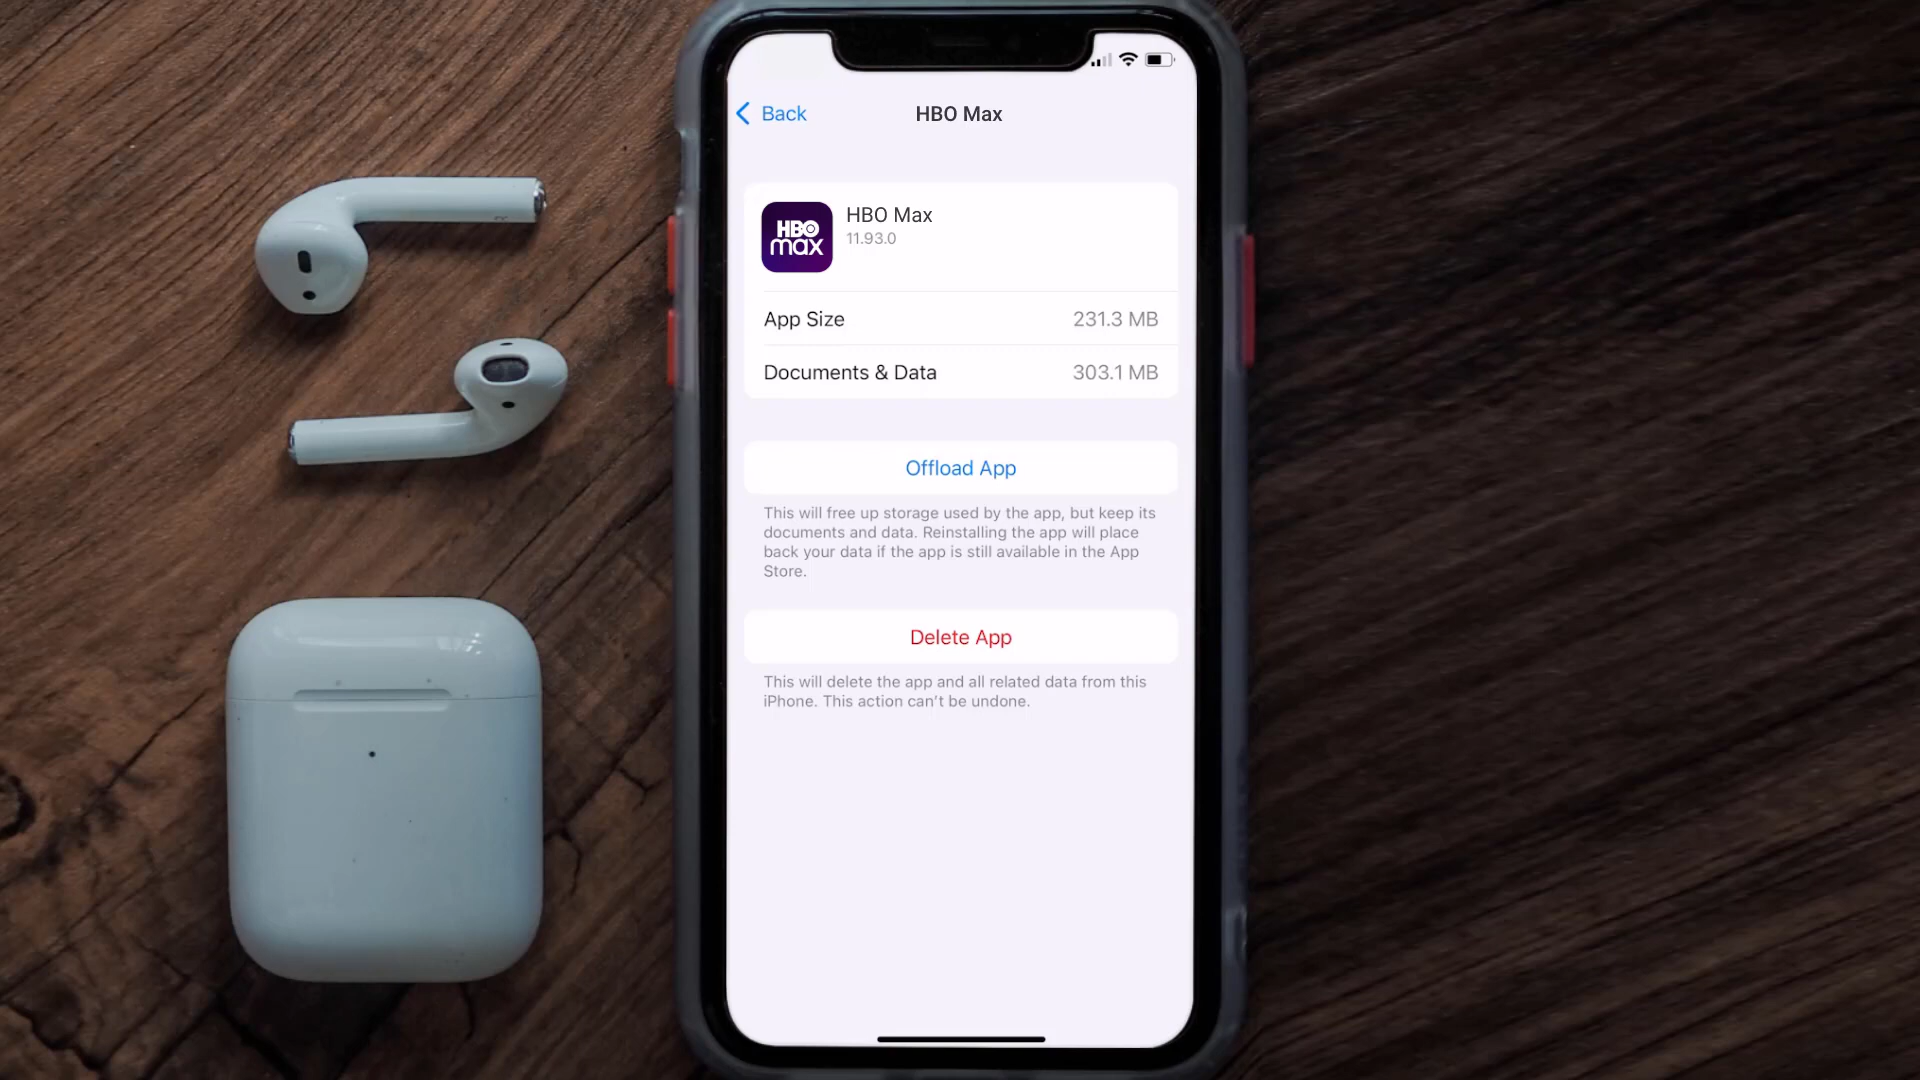 Back
HBO Max
HBO
max
HBO Max
11.93.0
App Size 231.3 MB
Documents & Data 303.1 MB
Offload App
This will free up storage used by the app, but keep its
documents and data. Reinstalling the app will place
back your data if the app is still available in the App
Store.
Delete App
This will delete the app and all related data from this
iPhone. This action can't be undone.